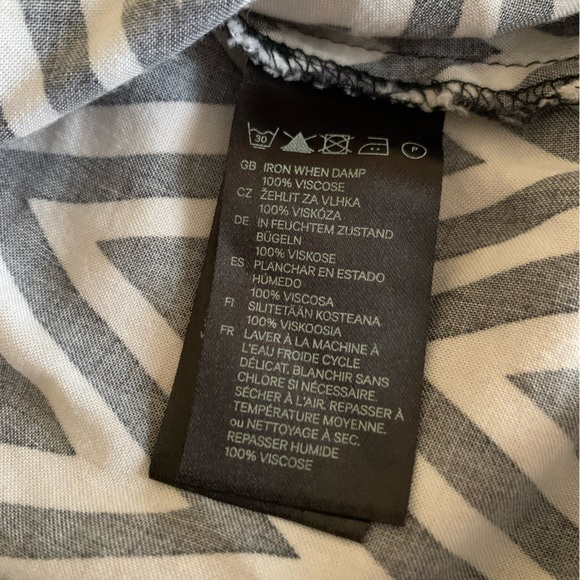 30 P
GB IRON WHEN DAMP
100% VISCOSE
CZ ŽEHLIT ZA VLHKA
100% VISKÓZA
DE IN FEUCHTEM ZUSTAND
BÜGELN
100% VISKOSE
ES PLANCHAR EN ESTADO
HÚMEDO
100% VISCOSA
FI SILITETÄÄN KOSTEANA
100% VISKOOSIA
FR LAVER À LA MACHINE À
L'EAU FROIDE CYCLE
DÉLICAT. BLANCHIR SANS
CHLORE SI NÉCESSAIRE.
SÉCHER À L'AIR. REPASSER À
TEMPÉRATURE MOYENNE.
ou NETTOYAGE À SEC.
REPASSER HUMIDE
100% VISCOSE